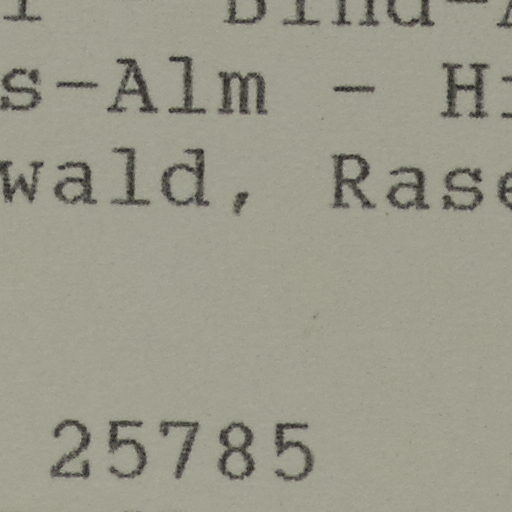 s-Alm - H
wald, Rase
25785